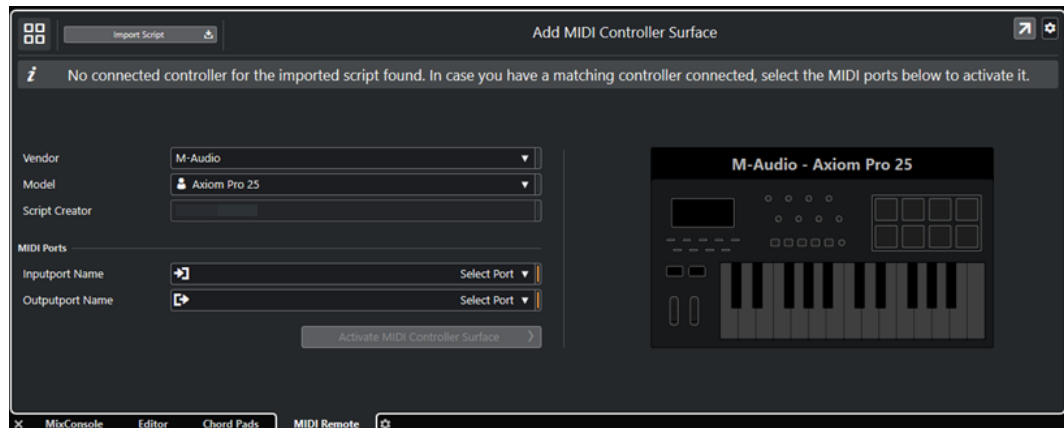 Import Script
Add MIDI Controller Surface
i No connected controller for the imported script found. In case you have a matching controller connected, select the MIDI ports below to activate it.
Vendor M-Audio
Model Axiom Pro 25
Script Creator
MIDI Ports
Inputport Name Select Port
Outputport Name Select Port
Activate MIDI Controller Surface
M-Audio - Axiom Pro 25
MixConsole Editor Chord Pads MIDI Remote